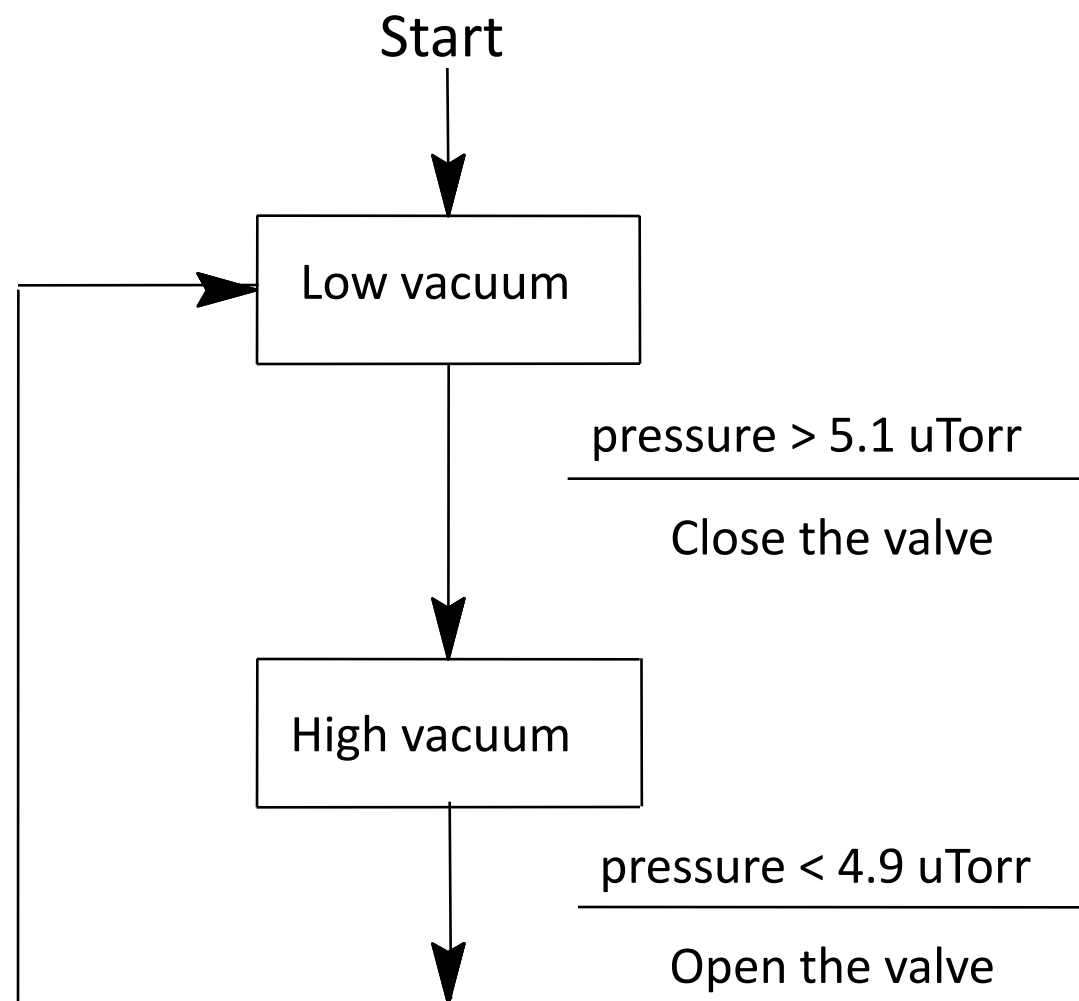 Start
Low vacuum
pressure > 5.1 uTorr
Close the valve
High vacuum
pressure < 4.9 uTorr
Open the valve